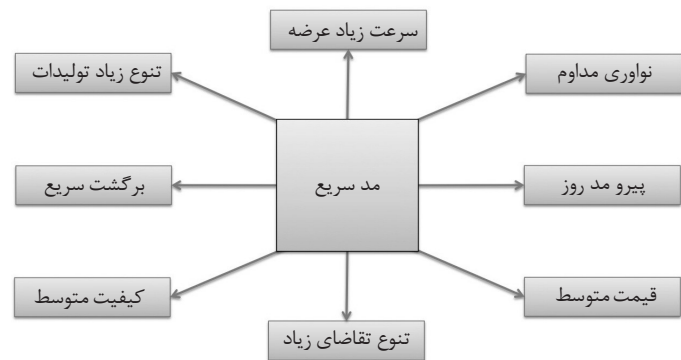 سرعت زیاد عرضه
نواوری مداوم
تنوع زیاد تولیدات
پیرو مد روز
مد سریع
برگشت سریع
قیمت متوسط
کیفیت متوسط
تنوع تقاضای زیاد